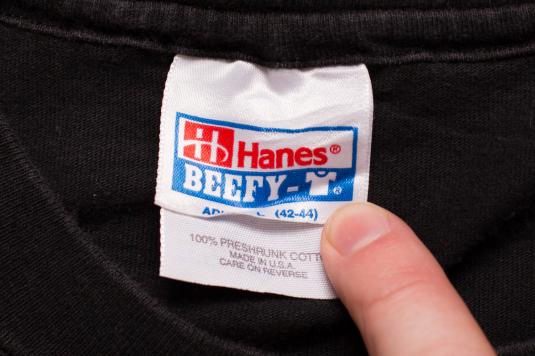 Hanes®
BEEFY-T®
L (42-44)
100% PRESHRUNK
MADE IN U.S.A.
CARE ON REVERSE